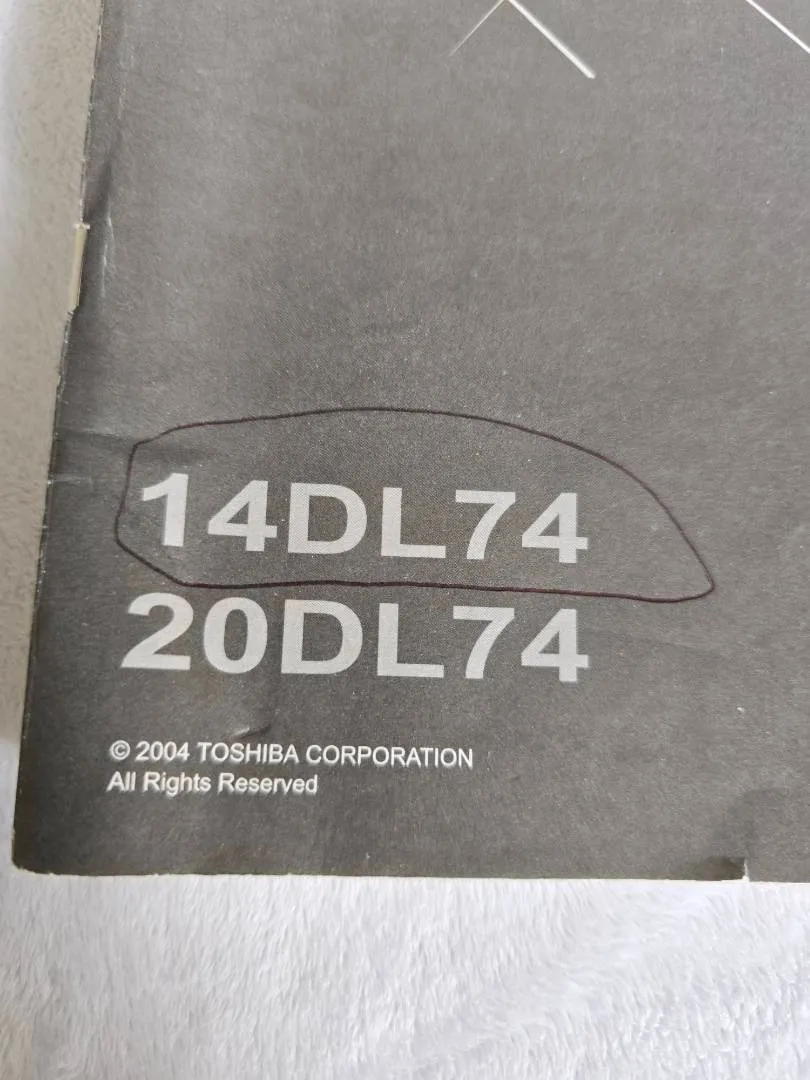 14DL74
20DL74
© 2004 TOSHIBA CORPORATION
All Rights Reserved